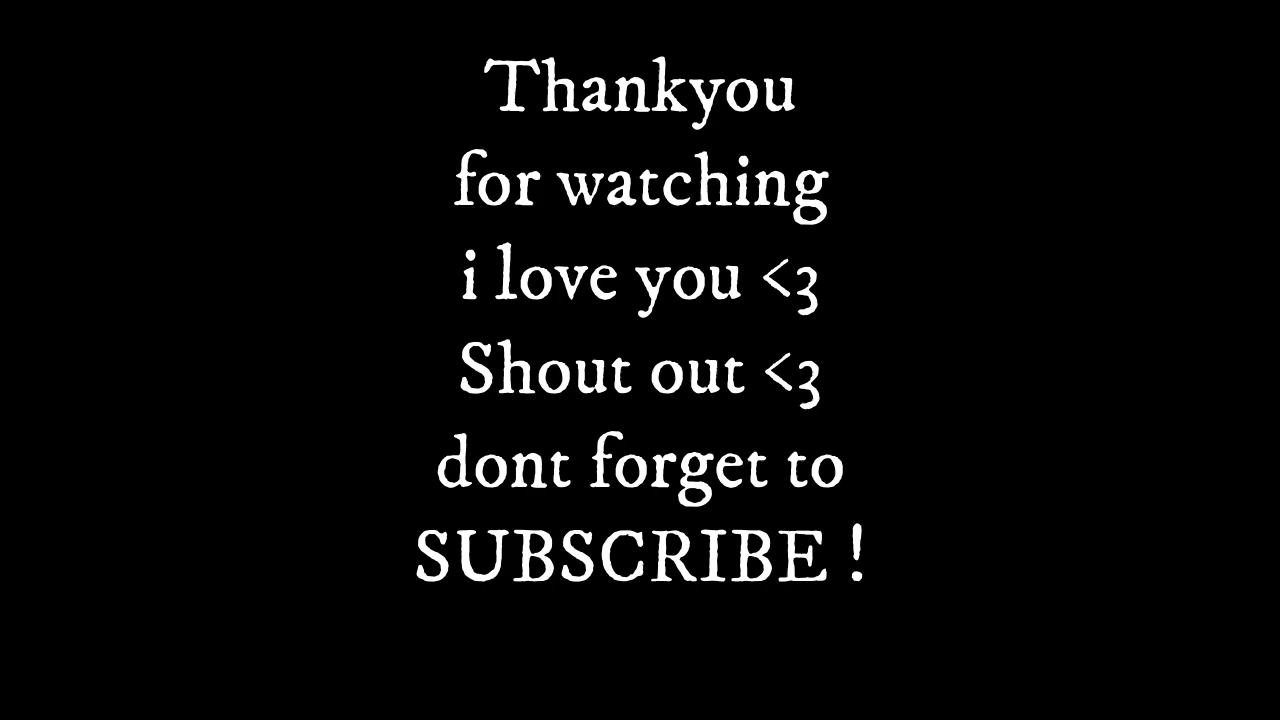 Thankyou
for watching
i love you <3
Shout out <3
dont forget to
SUBSCRIBE !